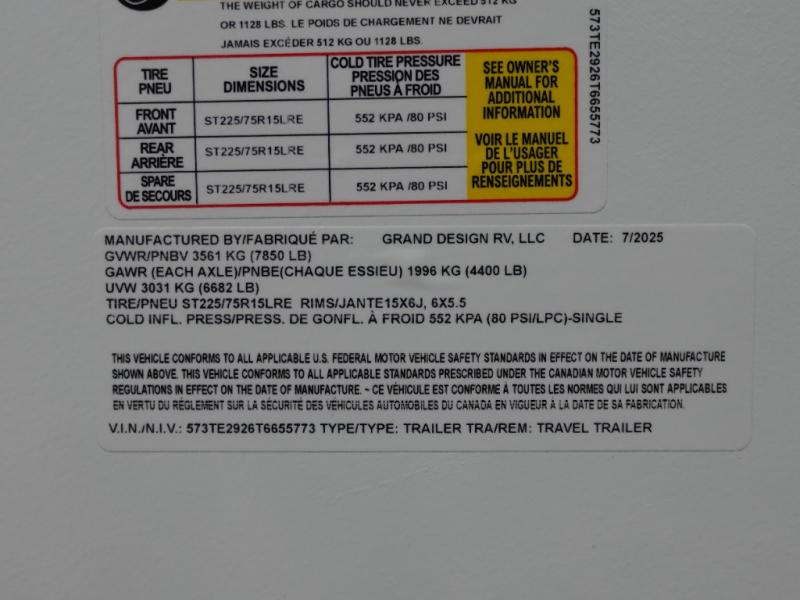 THE WEIGHT OF CARGO SHOULD NEVER EXCEED 512 KG
OR 1128 LBS. LE POIDS DE CHARGEMENT NE DEVRAIT
JAMAIS EXCÉDER 512 KG OU 1128 LBS.
TIRE PNEU SIZE DIMENSIONS COLD TIRE PRESSURE PRESSION DES PNEUS À FROID
FRONT AVANT ST225/75R15LRE 552 KPA /80 PSI
REAR ARRIÈRE ST225/75R15LRE 552 KPA /80 PSI
SPARE DE SECOURS ST225/75R15LRE 552 KPA /80 PSI
SEE OWNER'S
MANUAL FOR
ADDITIONAL
INFORMATION
VOIR LE MANUEL
DE L'USAGER
POUR PLUS DE
RENSEIGNEMENTS
573TE2926T6655773
MANUFACTURED BY/FABRIQUÉ PAR: GRAND DESIGN RV, LLC DATE: 7/2025
GVWR/PNBV 3561 KG (7850 LB)
GAWR (EACH AXLE)/PNBE(CHAQUE ESSIEU) 1996 KG (4400 LB)
UVW 3031 KG (6682 LB)
TIRE/PNEU ST225/75R15LRE RIMS/JANTE15X6J, 6X5.5
COLD INFL. PRESS/PRESS. DE GONFL. À FROID 552 KPA (80 PSI/LPC)-SINGLE
THIS VEHICLE CONFORMS TO ALL APPLICABLE U.S. FEDERAL MOTOR VEHICLE SAFETY STANDARDS IN EFFECT ON THE DATE OF MANUFACTURE
SHOWN ABOVE. THIS VEHICLE CONFORMS TO ALL APPLICABLE STANDARDS PRESCRIBED UNDER THE CANADIAN MOTOR VEHICLE SAFETY
REGULATIONS IN EFFECT ON THE DATE OF MANUFACTURE. ~ CE VÉHICULE EST CONFORME À TOUTES LES NORMES QUI LUI SONT APPLICABLES
EN VERTU DU RÈGLEMENT SUR LA SÉCURITÉ DES VÉHICULES AUTOMOBILES DU CANADA EN VIGUEUR À LA DATE DE SA FABRICATION.
V.I.N./N.I.V.: 573TE2926T6655773 TYPE/TYPE: TRAILER TRA/REM: TRAVEL TRAILER